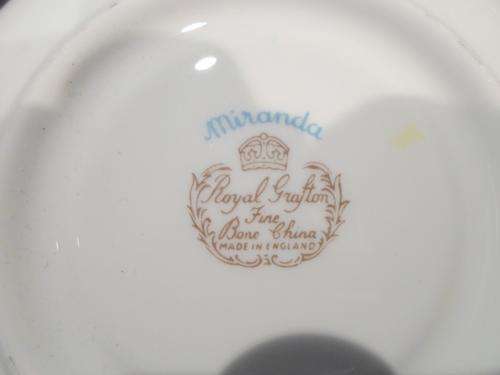 Miranda
Royal Grafton
Fine
Bone China
MADE IN ENGLAND